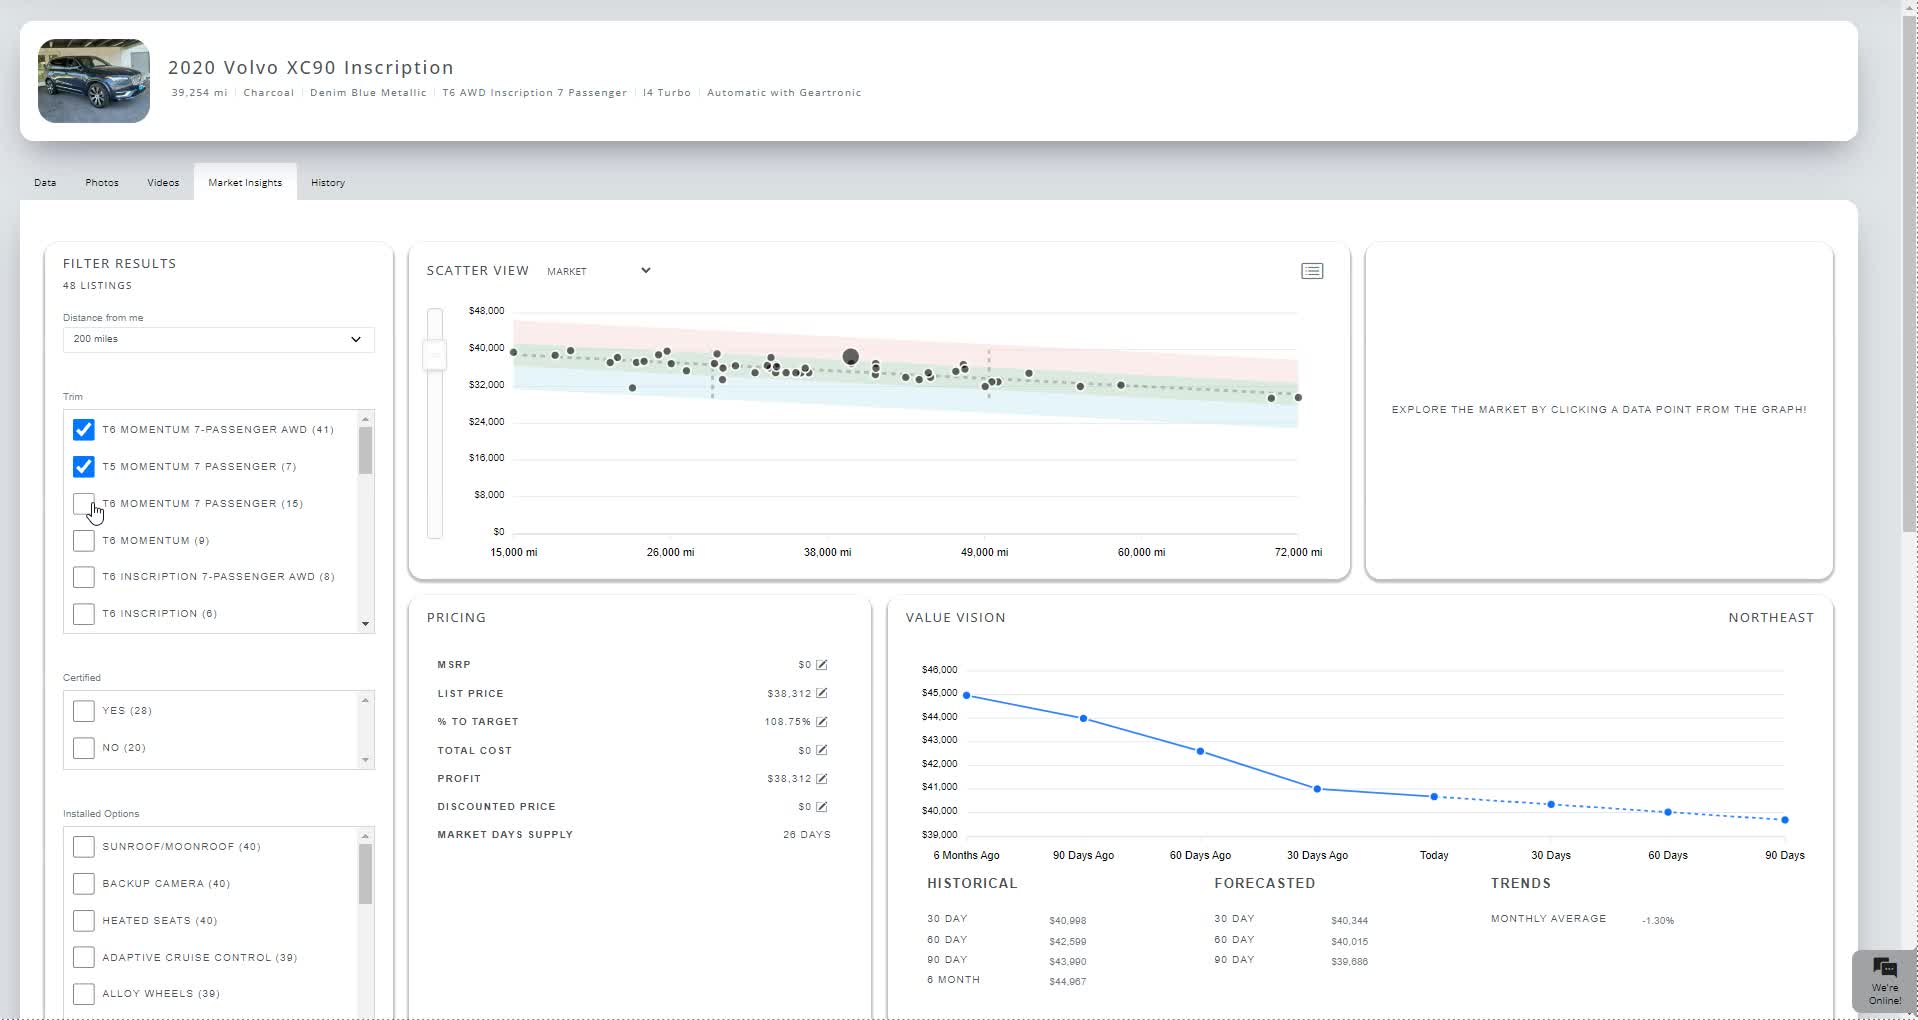 2020 Volvo XC90 Inscription
39,254 mi | Charcoal | Denim Blue Metallic | T6 AWD Inscription 7 Passenger | I4 Turbo | Automatic with Geartronic
Data Photos Videos Market Insights History
FILTER RESULTS
48 LISTINGS
Distance from me
200 miles
Trim
T6 MOMENTUM 7-PASSENGER AWD (41)
T5 MOMENTUM 7 PASSENGER (7)
T6 MOMENTUM 7 PASSENGER (15)
T6 MOMENTUM (9)
T6 INSCRIPTION 7-PASSENGER AWD (8)
T6 INSCRIPTION (6)
Certified
YES (28)
NO (20)
Installed Options
SUNROOF/MOONROOF (40)
BACKUP CAMERA (40)
HEATED SEATS (40)
ADAPTIVE CRUISE CONTROL (39)
ALLOY WHEELS (39)
SCATTER VIEW MARKET
$48,000
$40,000
$32,000
$24,000
$16,000
$8,000
$0
15,000 mi 26,000 mi 38,000 mi 49,000 mi 60,000 mi 72,000 mi
EXPLORE THE MARKET BY CLICKING A DATA POINT FROM THE GRAPH!
PRICING
MSRP $0
LIST PRICE $38,312
% TO TARGET 108.75%
TOTAL COST $0
PROFIT $38,312
DISCOUNTED PRICE $0
MARKET DAYS SUPPLY 26 DAYS
VALUE VISION NORTHEAST
$46,000
$45,000
$44,000
$43,000
$42,000
$41,000
$40,000
$39,000
6 Months Ago 90 Days Ago 60 Days Ago 30 Days Ago Today 30 Days 60 Days 90 Days
HISTORICAL FORECASTED TRENDS
30 DAY $40,998 30 DAY $40,344 MONTHLY AVERAGE -1.30%
60 DAY $42,599 60 DAY $40,015
90 DAY $43,990 90 DAY $39,686
6 MONTH $44,967
We're
Online!